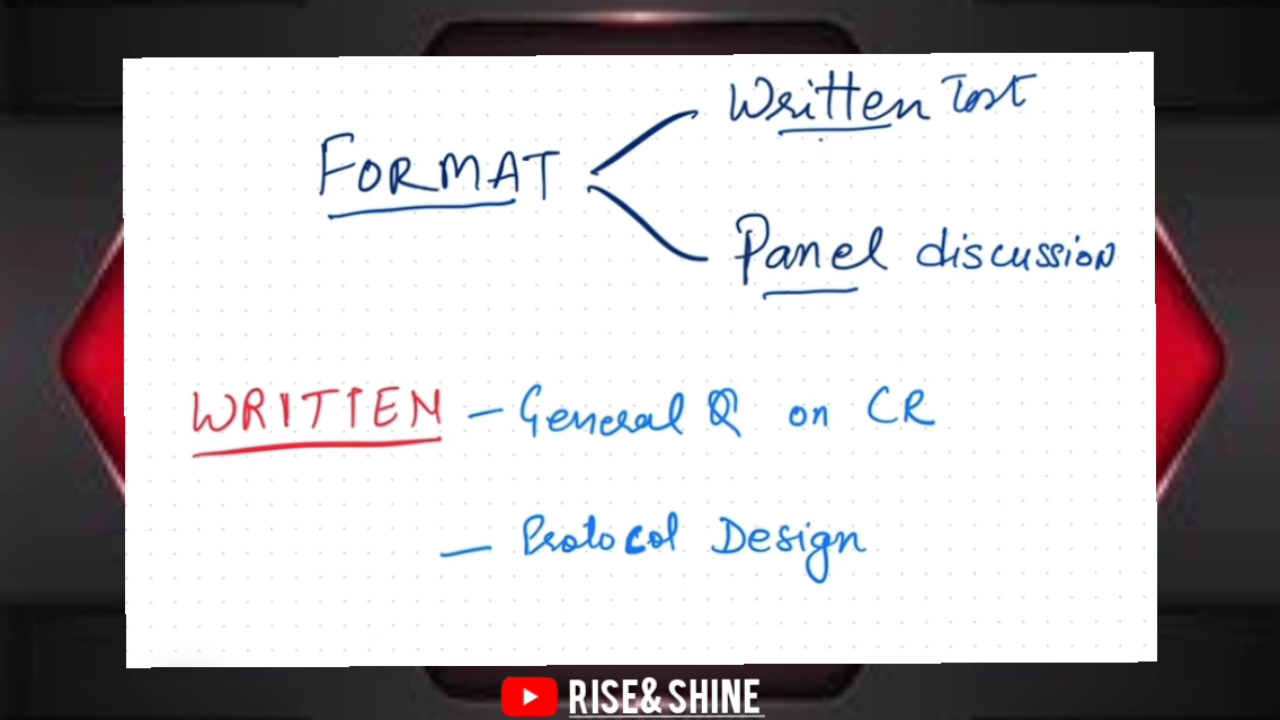 Written Test
FORMAT
Panel discussion
WRITTEN - General Q on CR
- Protocol Design
RISE& SHINE